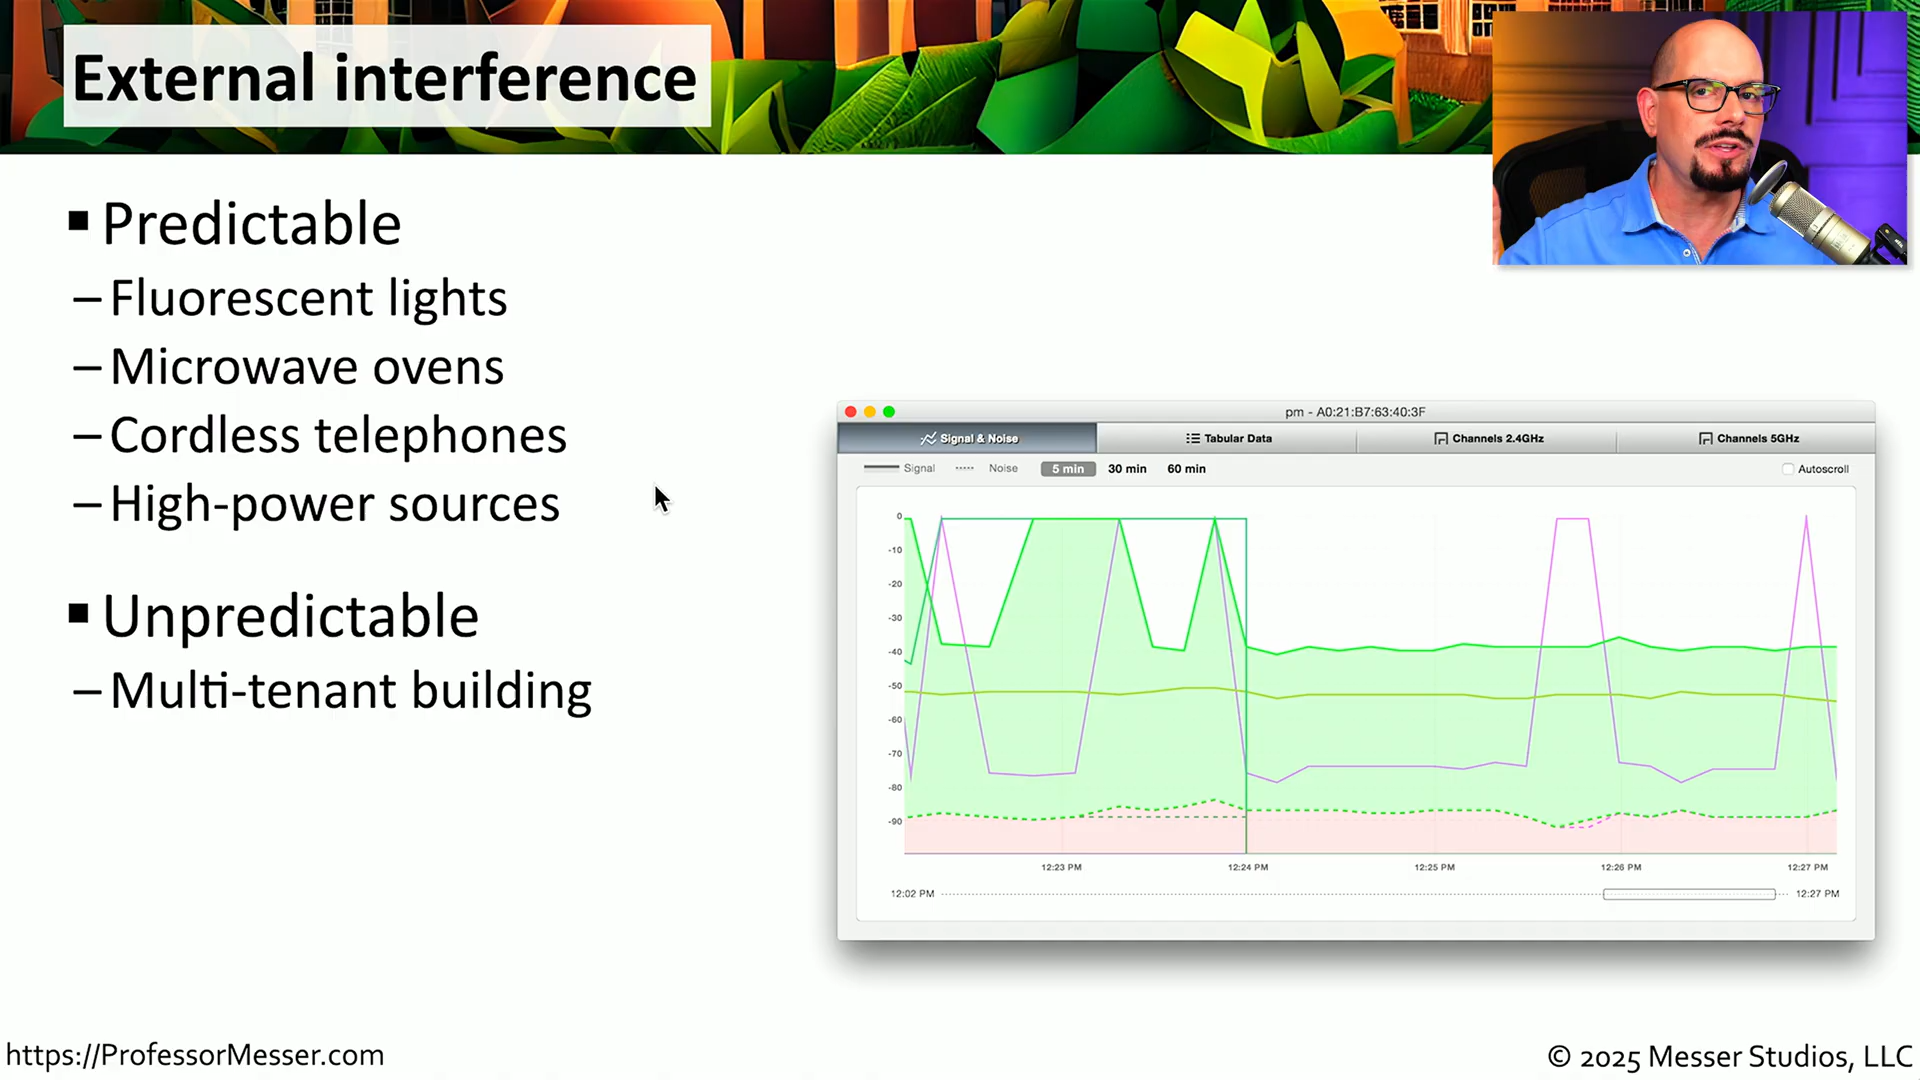 External interference
▪ Predictable
– Fluorescent lights
– Microwave ovens
– Cordless telephones
– High-power sources
▪ Unpredictable
– Multi-tenant building
pm - A0:21:B7:63:40:3F
Signal & Noise Tabular Data Channels 2.4GHz Channels 5GHz
Signal Noise 5 min 30 min 60 min Autoscroll
0
-10
-20
-30
-40
-50
-60
-70
-80
-90
12:23 PM 12:24 PM 12:25 PM 12:26 PM 12:27 PM
12:02 PM 12:27 PM
https://ProfessorMesser.com © 2025 Messer Studios, LLC